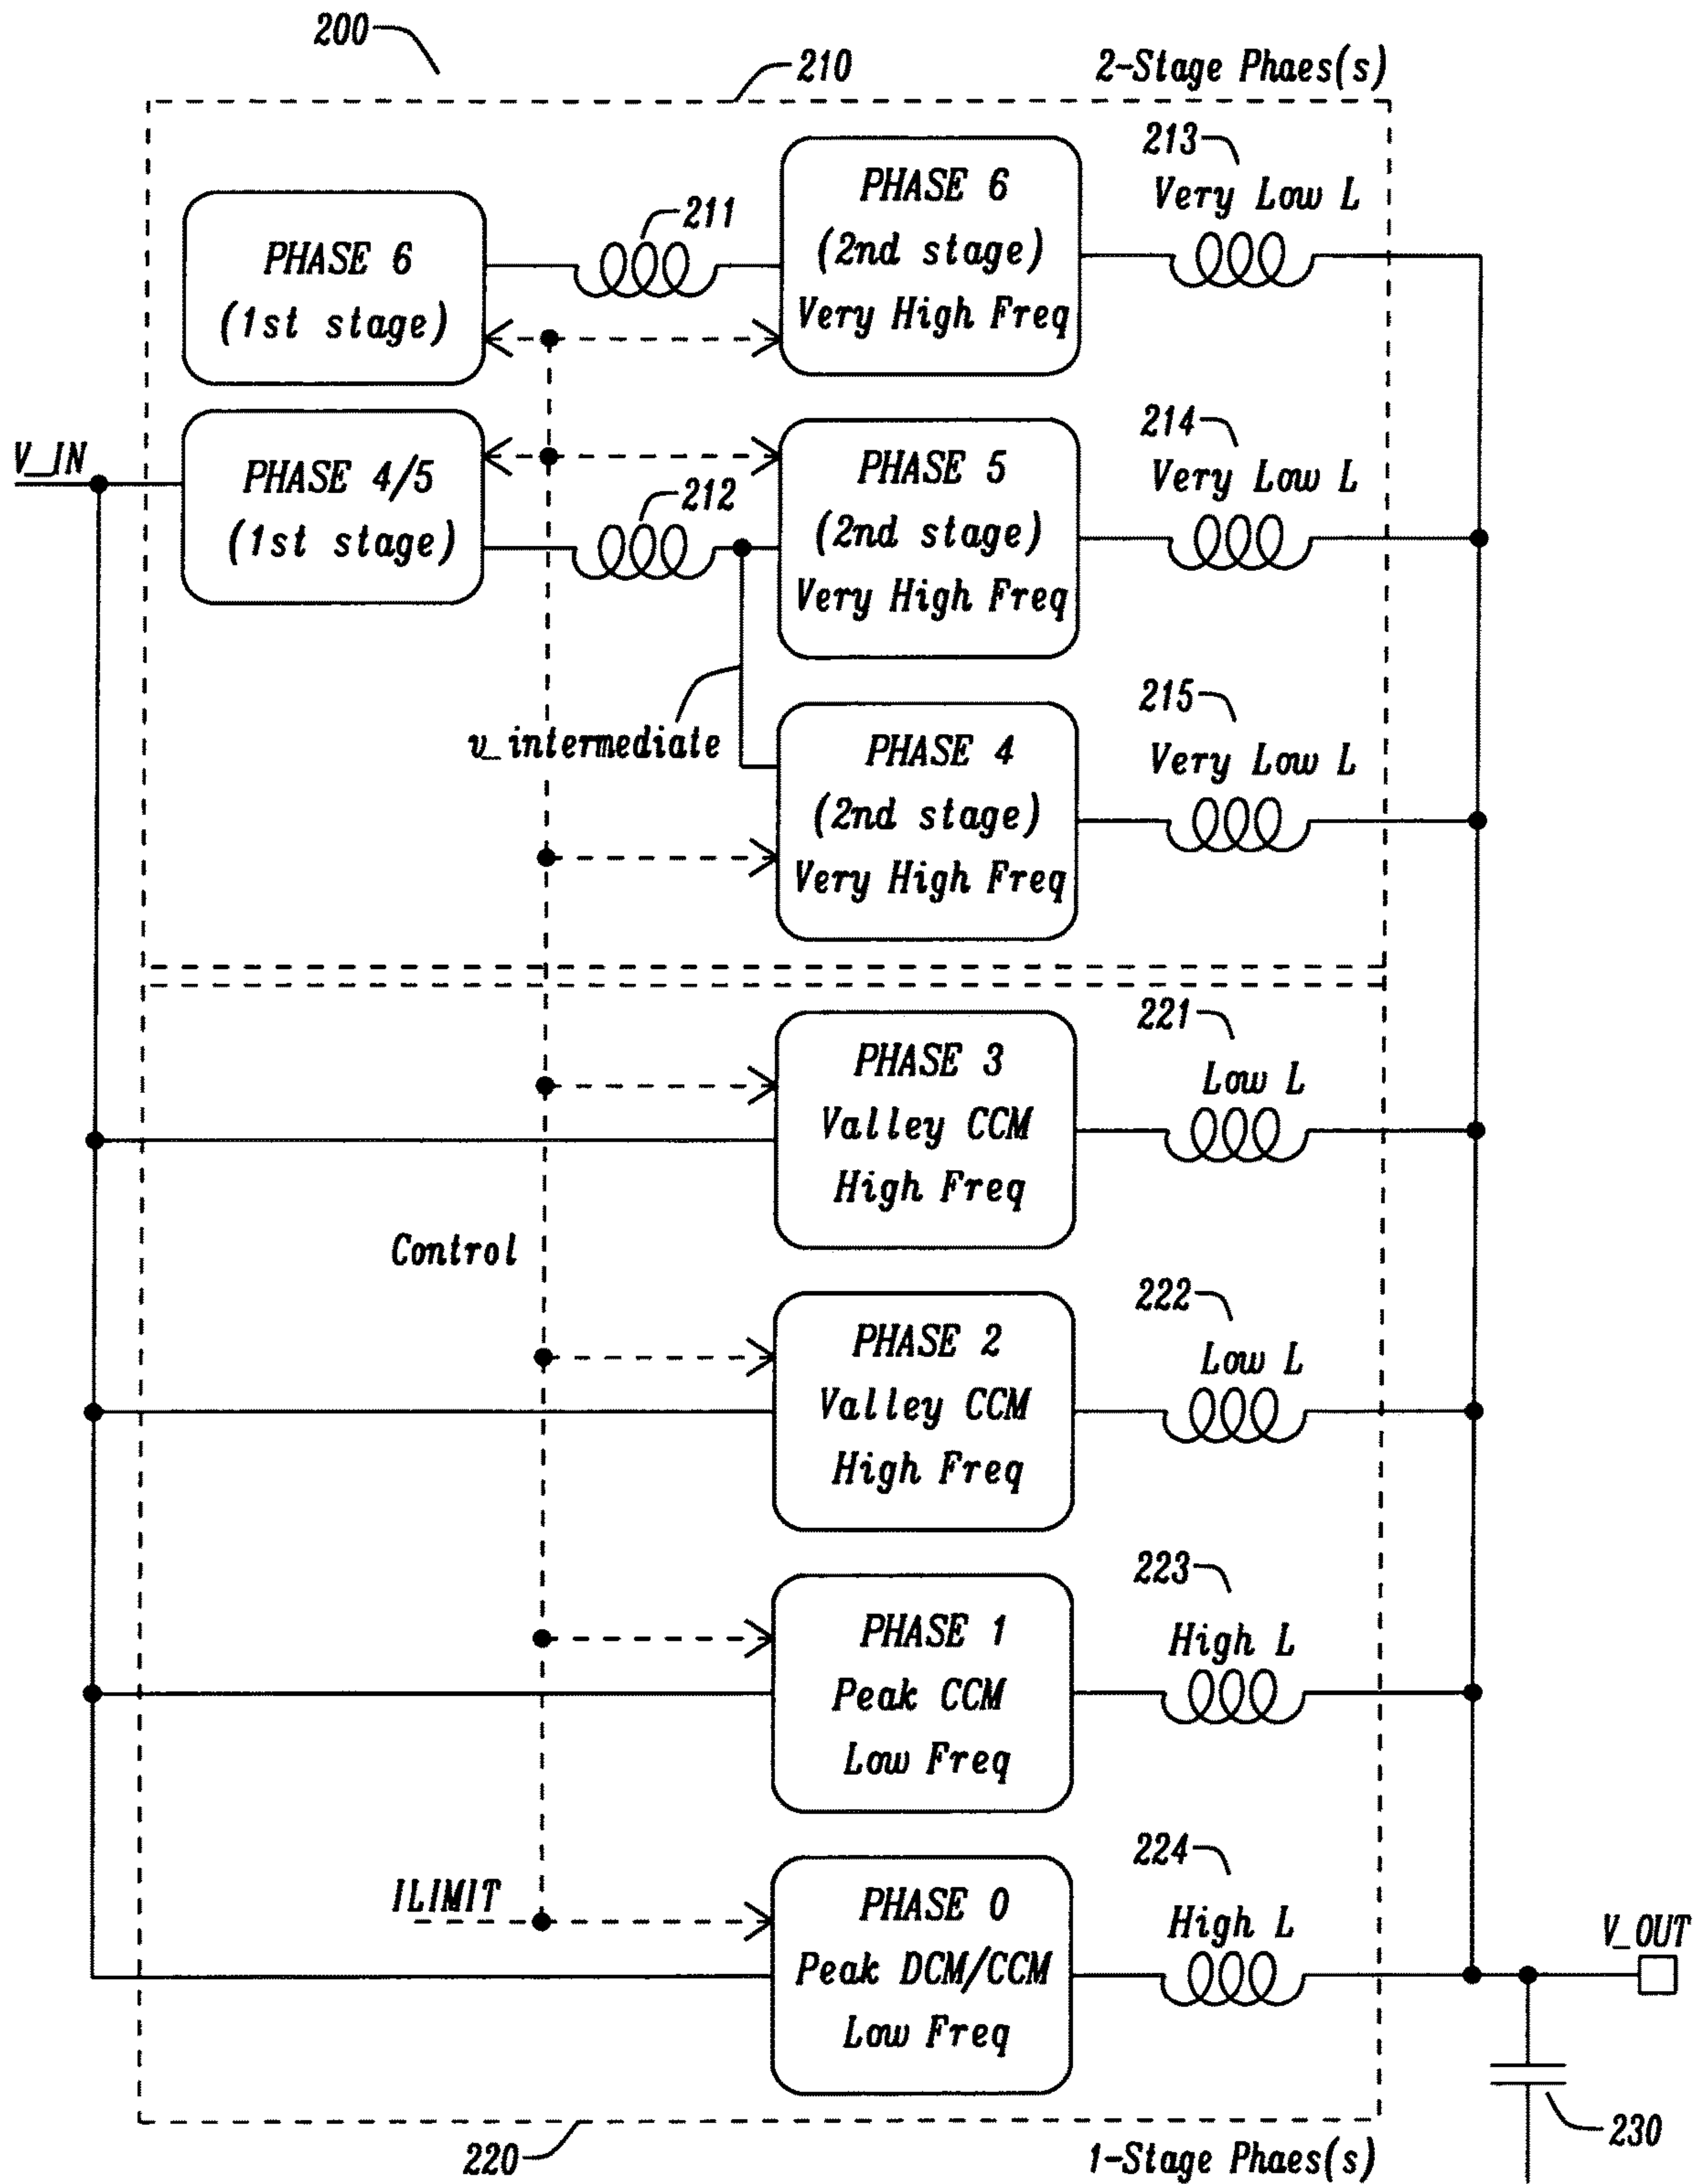 200
210
2-Stage Phaes(s)
213
Very Low L
PHASE 6
(1st stage)
211
PHASE 6
(2nd stage)
Very High Freq
V_IN
PHASE 4/5
(1st stage)
212
PHASE 5
(2nd stage)
Very High Freq
214
Very Low L
v_intermediate
PHASE 4
(2nd stage)
Very High Freq
215
Very Low L
PHASE 3
Valley CCM
High Freq
221
Low L
Control
PHASE 2
Valley CCM
High Freq
222
Low L
PHASE 1
Peak CCM
Low Freq
223
High L
ILIMIT
PHASE 0
Peak DCM/CCM
Low Freq
224
High L
V_OUT
230
220
1-Stage Phaes(s)